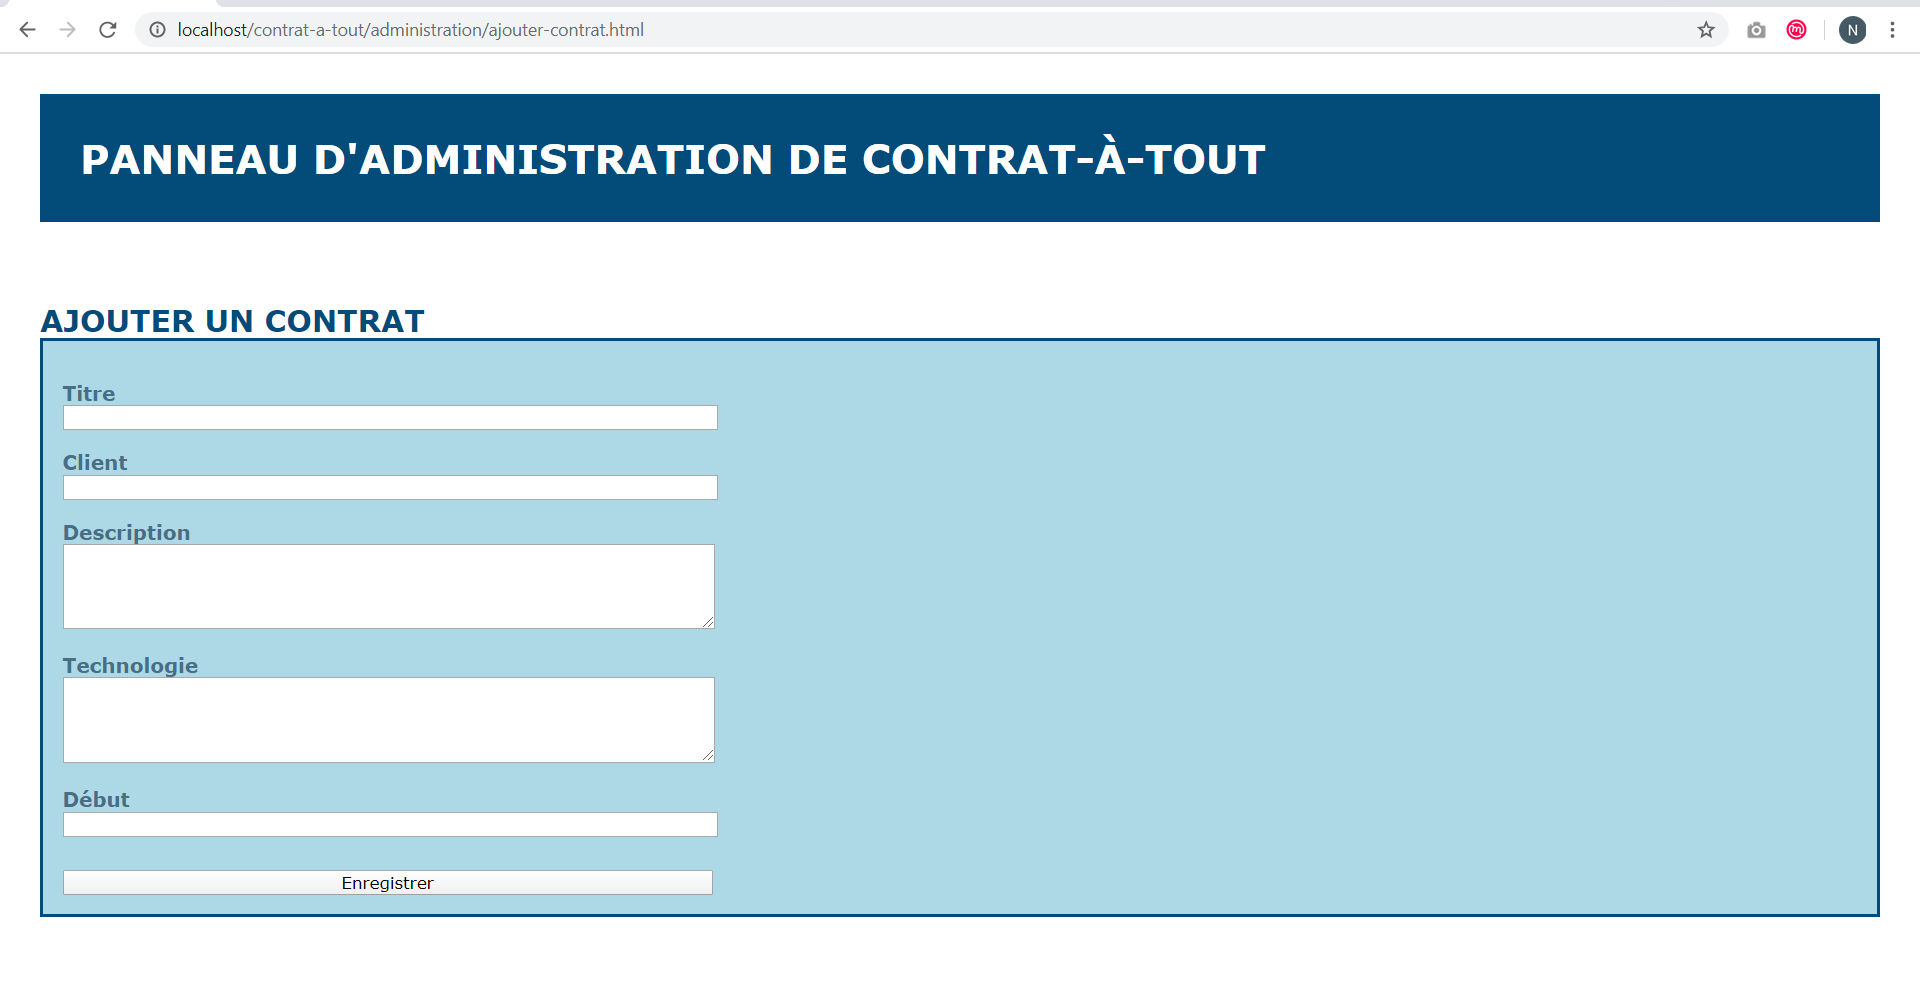 localhost/contrat-a-tout/administration/ajouter-contrat.html
N
PANNEAU D'ADMINISTRATION DE CONTRAT-À-TOUT
AJOUTER UN CONTRAT
Titre
Client
Description
Technologie
Début
Enregistrer